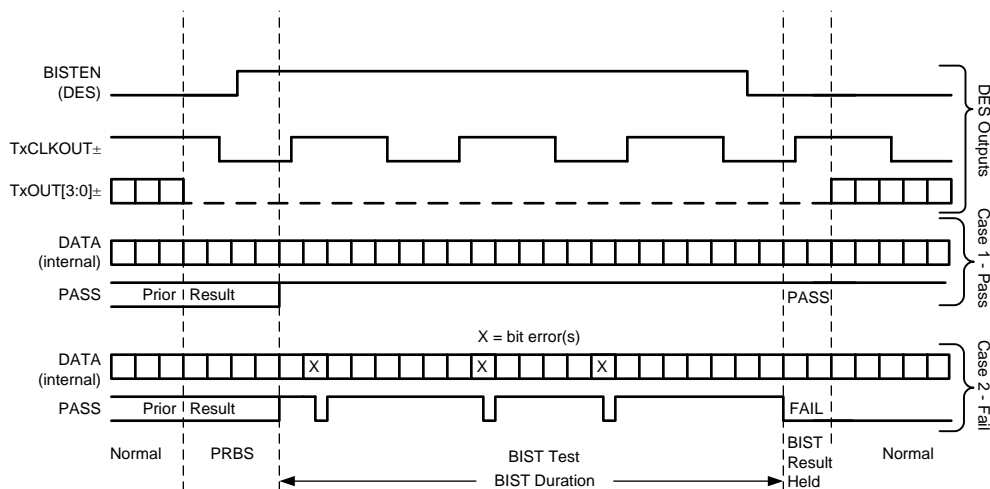 BISTEN
(DES)
TxCLKOUT±
TxOUT[3:0]±
DES Outputs
DATA
(internal)
PASS
Prior Result
PASS
Case 1 - Pass
X = bit error(s)
DATA
(internal)
X
X
X
PASS
Prior Result
FAIL
Case 2 - Fail
Normal
PRBS
BIST Test
BIST Duration
BIST
Result
Held
Normal